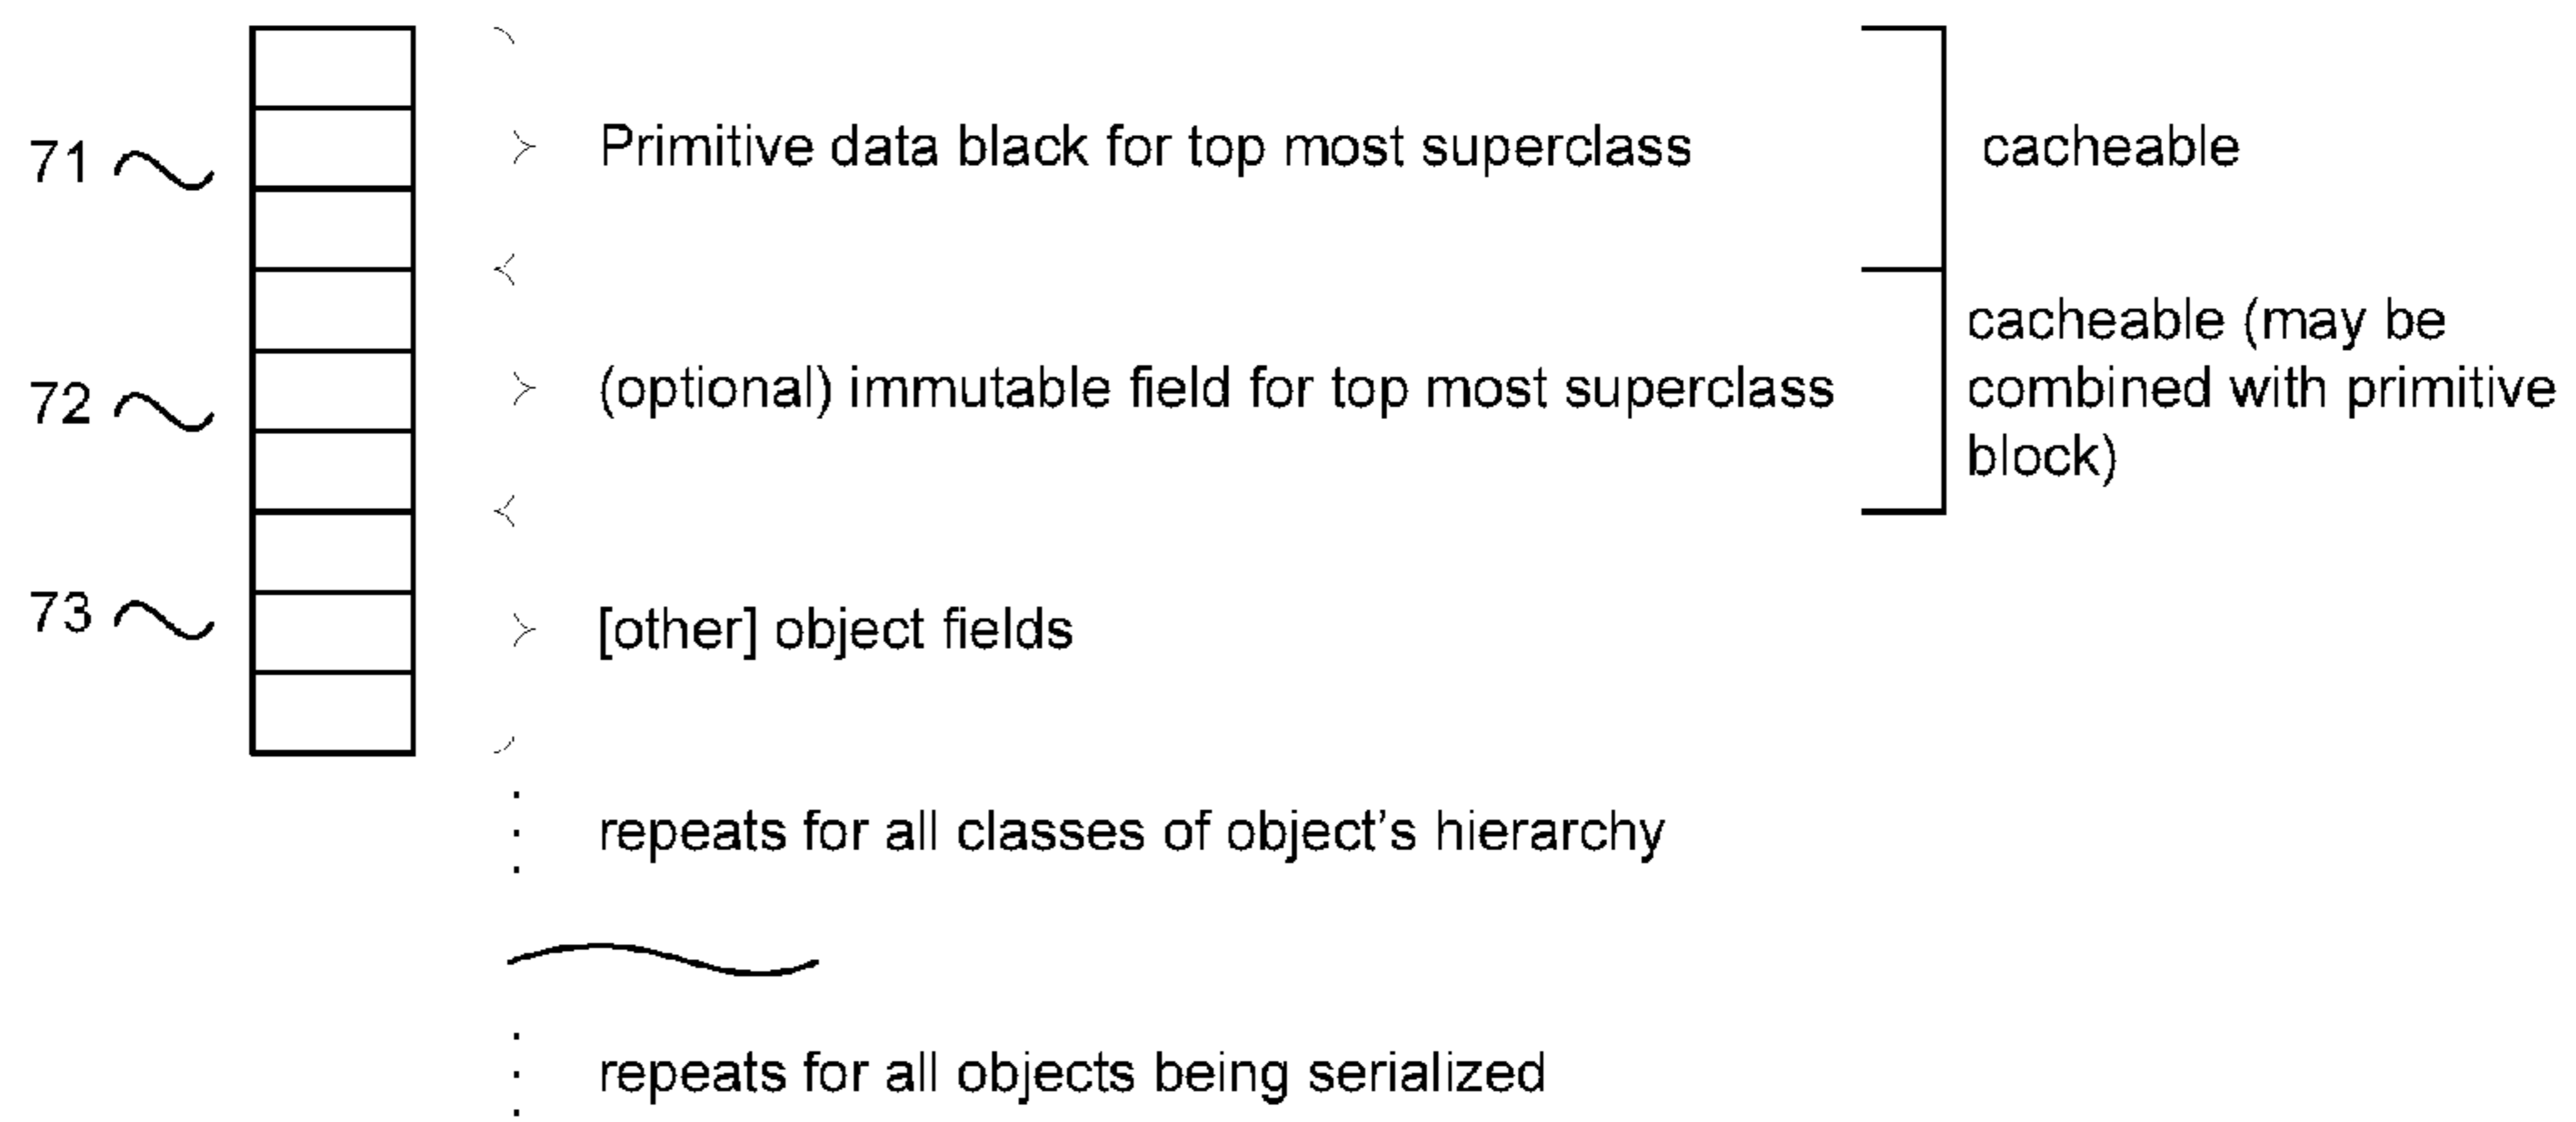 71
Primitive data black for top most superclass
cacheable
72
(optional) immutable field for top most superclass
cacheable (may be
combined with primitive
block)
73
[other] object fields
repeats for all classes of object’s hierarchy
repeats for all objects being serialized